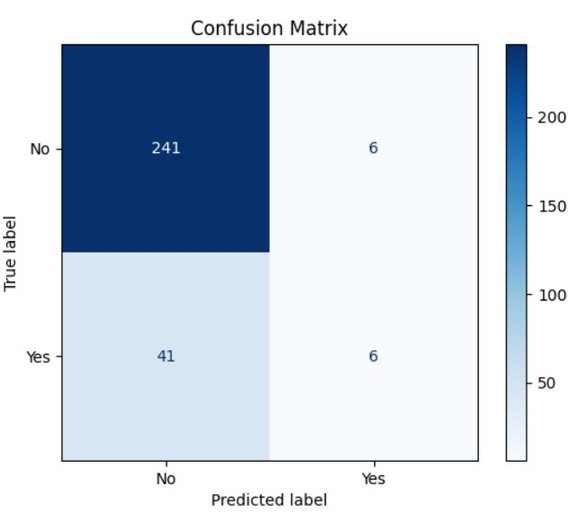 Confusion Matrix
No
241
6
200
150
True label
100
Yes
41
6
50
No
Yes
Predicted label